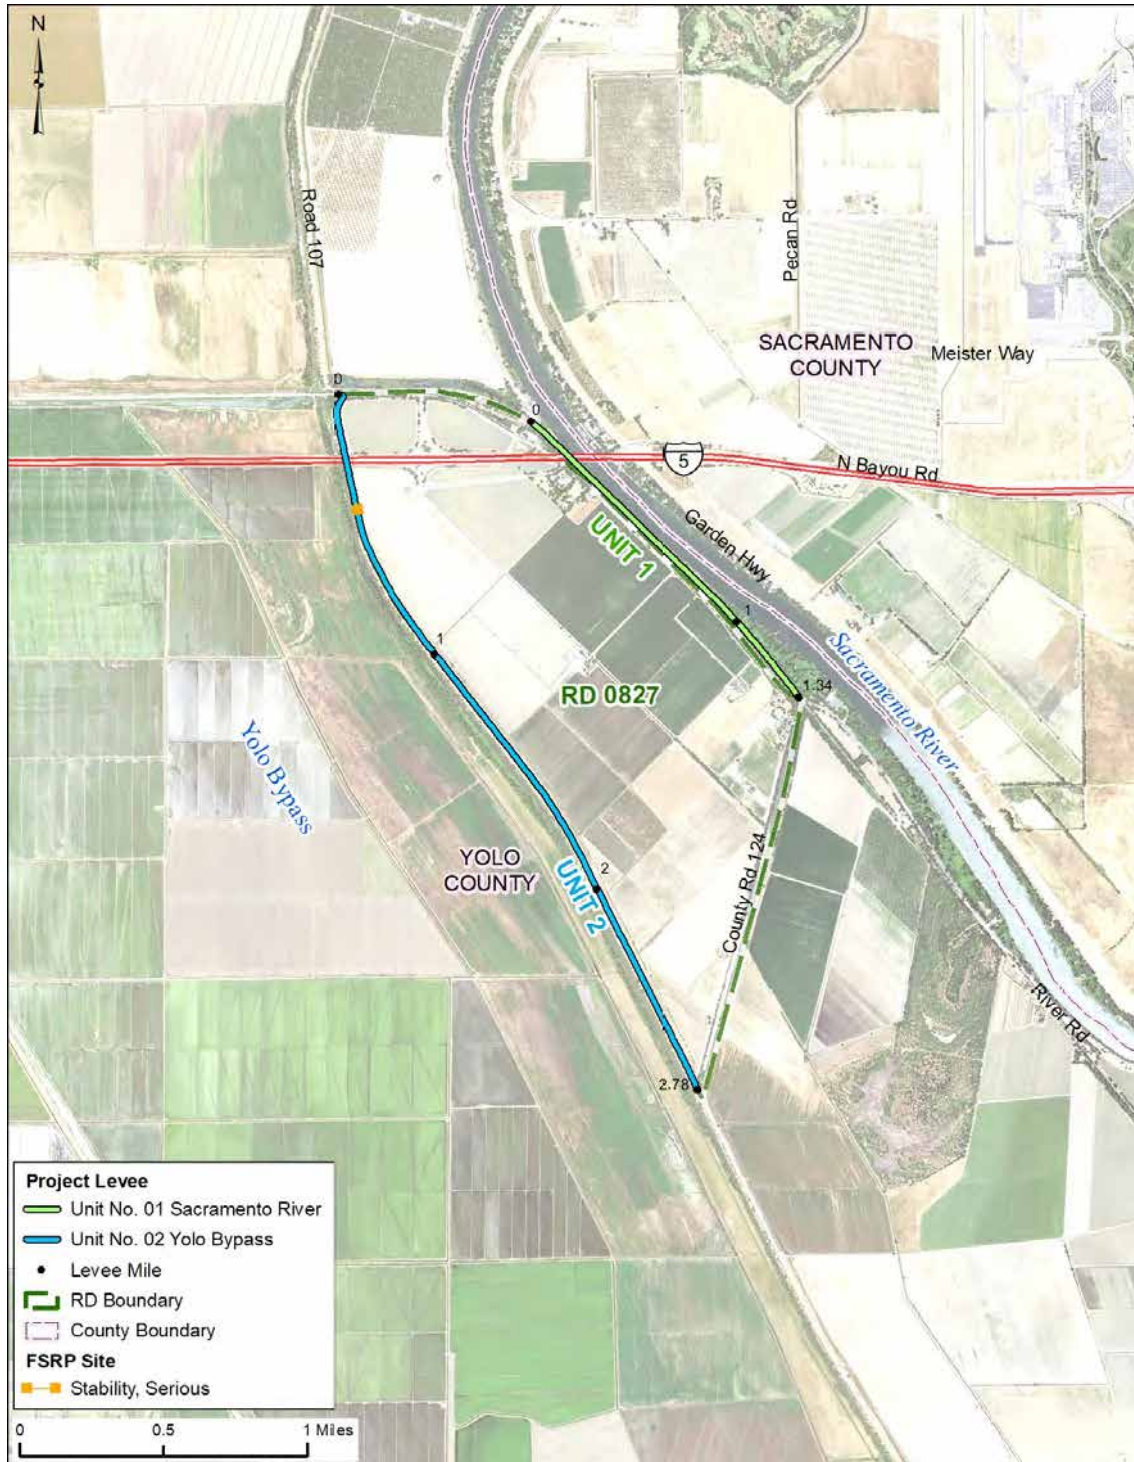 N
Road 107
Pecan Rd
SACRAMENTO
COUNTY
Meister Way
0
0
5
N Bayou Rd
UNIT 1
Garden Hwy
1
1
Sacramento River
RD 0827
1.34
Yolo Bypass
YOLO
COUNTY
UNIT 2
2
County Rd 124
River Rd
2.78
Project Levee
Unit No. 01 Sacramento River
Unit No. 02 Yolo Bypass
Levee Mile
RD Boundary
County Boundary
FSRP Site
Stability, Serious
0 0.5 1 Miles